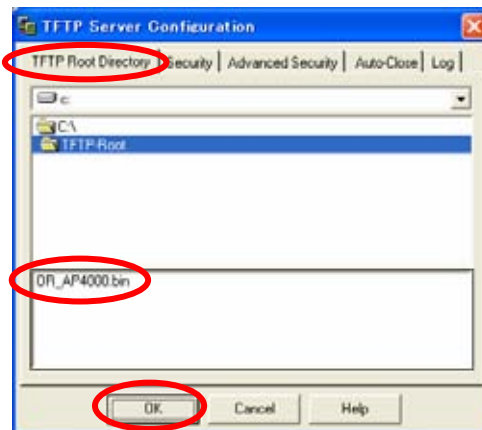 TFTP Server Configuration
TFTP Root Directory Security Advanced Security Auto-Close Log
c:
C:\
TFTP-Root
OR_AP4000.bin
OK Cancel Help